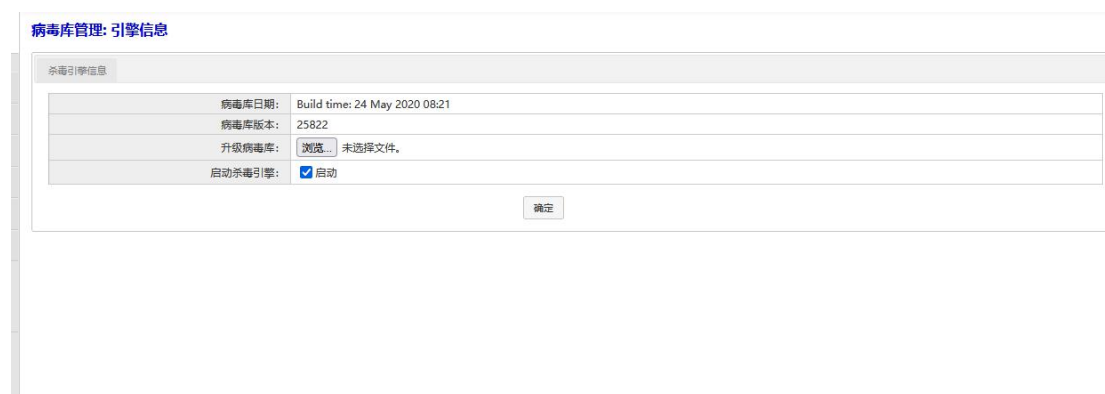 病毒库管理: 引擎信息
杀毒引擎信息
病毒库日期: Build time: 24 May 2020 08:21
病毒库版本: 25822
升级病毒库: 浏览... 未选择文件。
启动杀毒引擎: 启动
确定